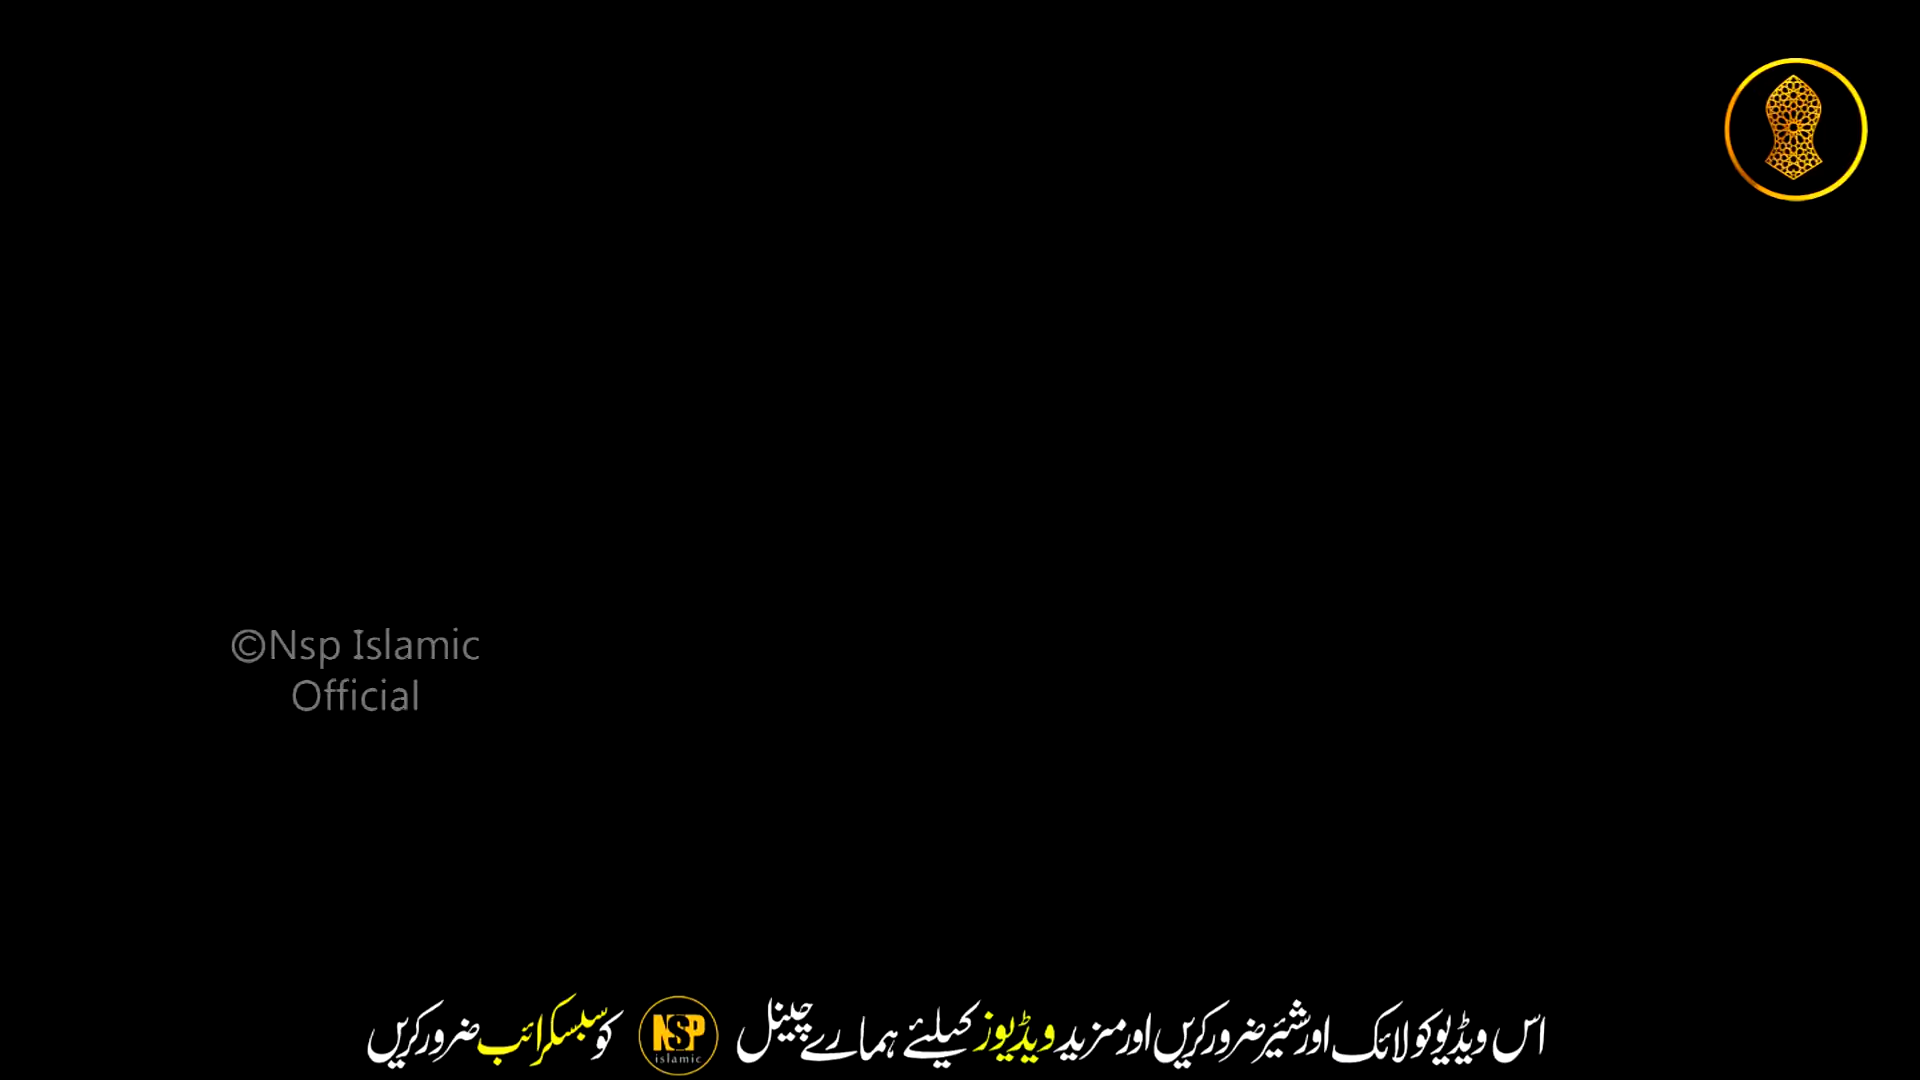 ©Nsp Islamic
Official
اس ویڈیو کو لائک اور شئیر ضرور کریں اور مزید ویڈیوز کیلئے ہمارے چینل NSP islamic کو سبسکرائب ضرور کریں